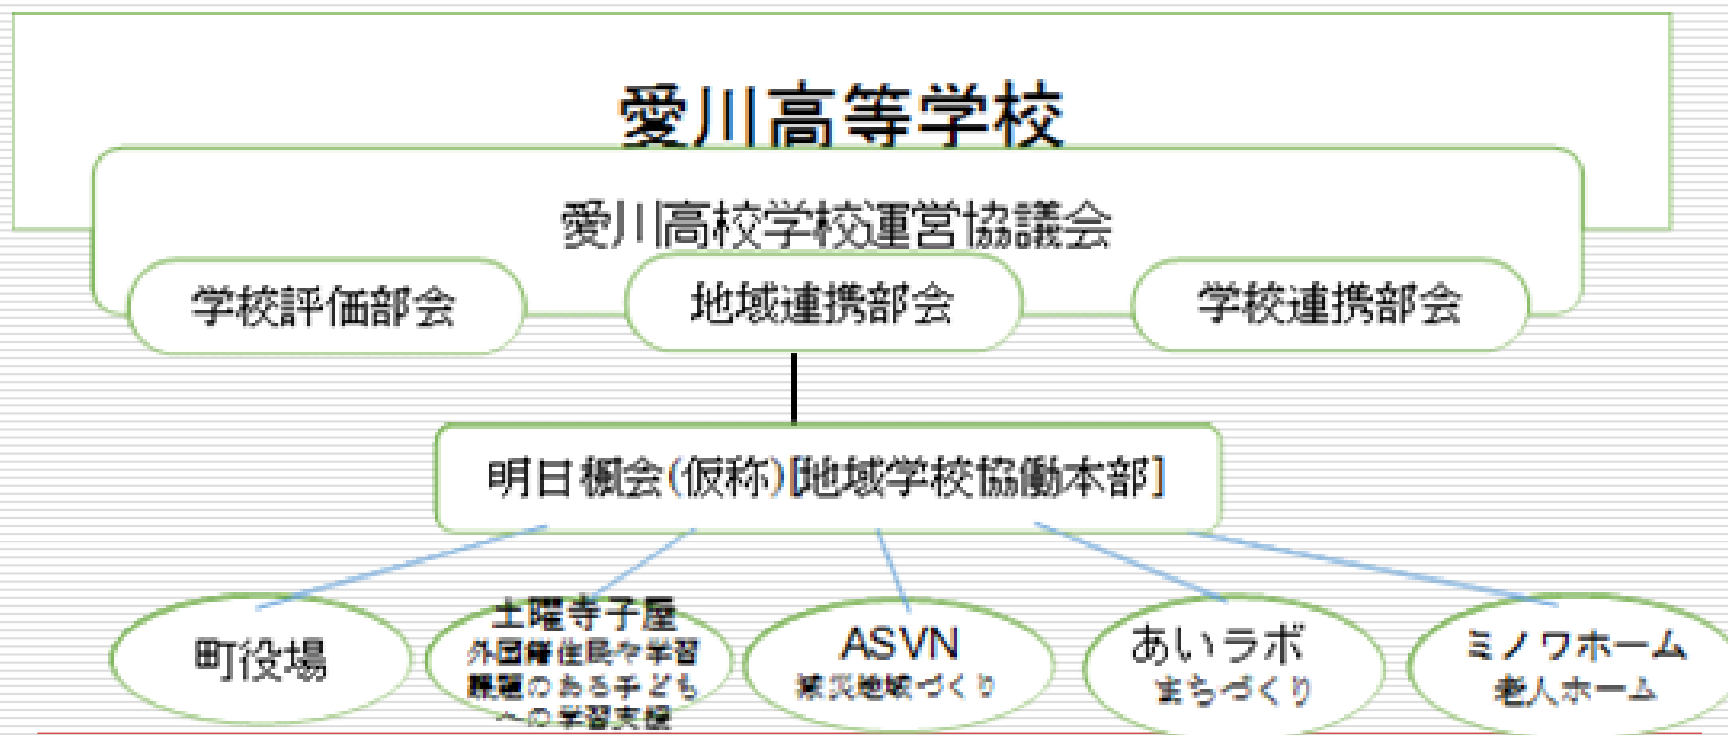 愛川高等学校
愛川高校学校運営協議会
学校評価部会
地域連携部会
学校連携部会
明日楓会(仮称)[地域学校協働本部]
町役場
土曜寺子屋
外国籍住民や学習
課題のある子ども
への学習支援
ASVN
減災地域づくり
あいラボ
まちづくり
ミノワホーム
老人ホーム